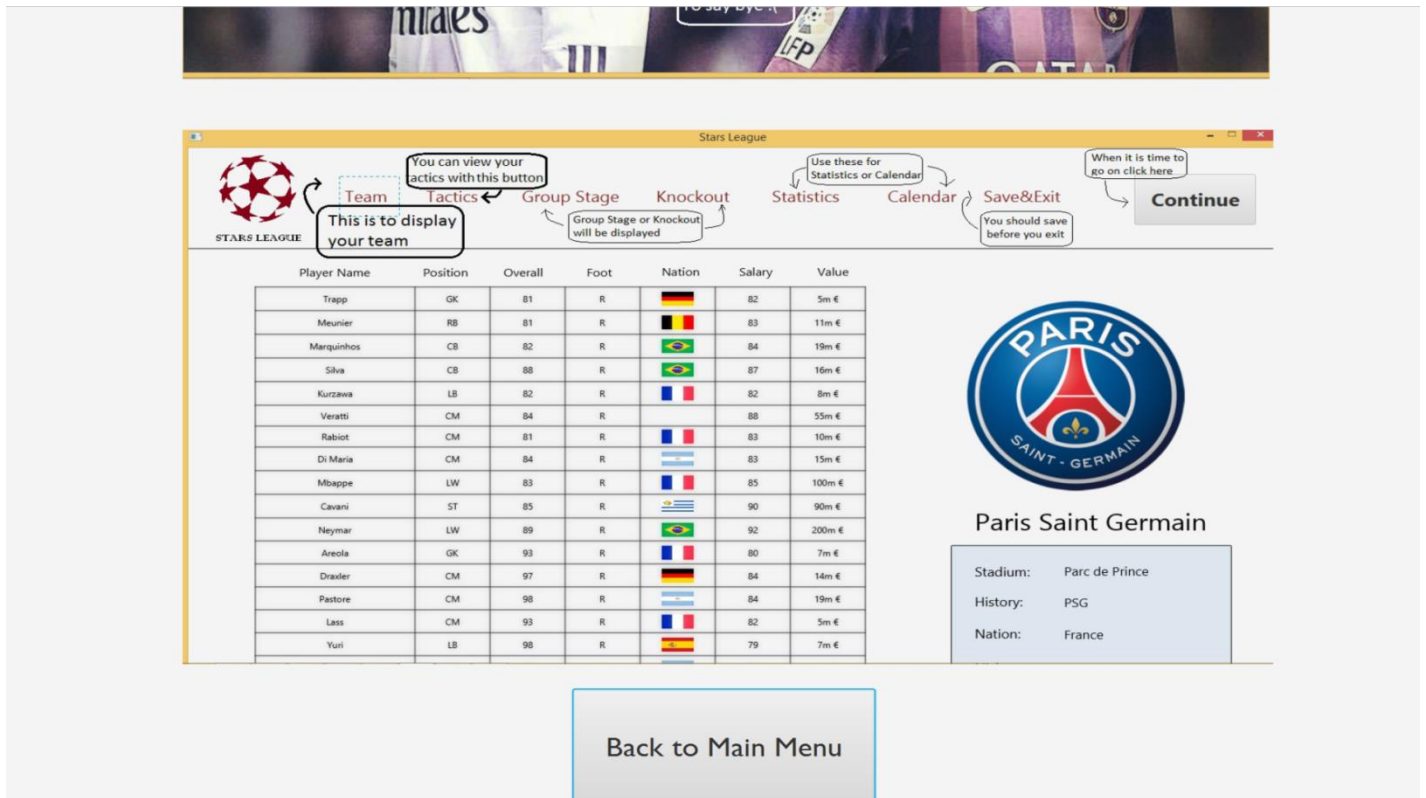 mirates
To say bye :(
LFP
QATAR
Stars League
You can view your
tactics with this button
Use these for
Statistics or Calendar
When it is time to
go on click here
Team
Tactics
Group Stage
Knockout
Statistics
Calendar
Save&Exit
Continue
This is to display
your team
Group Stage or Knockout
will be displayed
You should save
before you exit
STARS LEAGUE
Player Name Position Overall Foot Nation Salary Value
Trapp GK 81 R 82 5m €
Meunier RB 81 R 83 11m €
Marquinhos CB 82 R 84 19m €
Silva CB 88 R 87 16m €
Kurzawa LB 82 R 82 8m €
Veratti CM 84 R 88 55m €
Rabiot CM 81 R 83 10m €
Di Maria CM 84 R 83 15m €
Mbappe LW 83 R 85 100m €
Cavani ST 85 R 90 90m €
Neymar LW 89 R 92 200m €
Areola GK 93 R 80 7m €
Draxler CM 97 R 84 14m €
Pastore CM 98 R 84 19m €
Lass CM 93 R 82 5m €
Yuri LB 98 R 79 7m €
PARIS
SAINT - GERMAIN
Paris Saint Germain
Stadium: Parc de Prince
History: PSG
Nation: France
Back to Main Menu